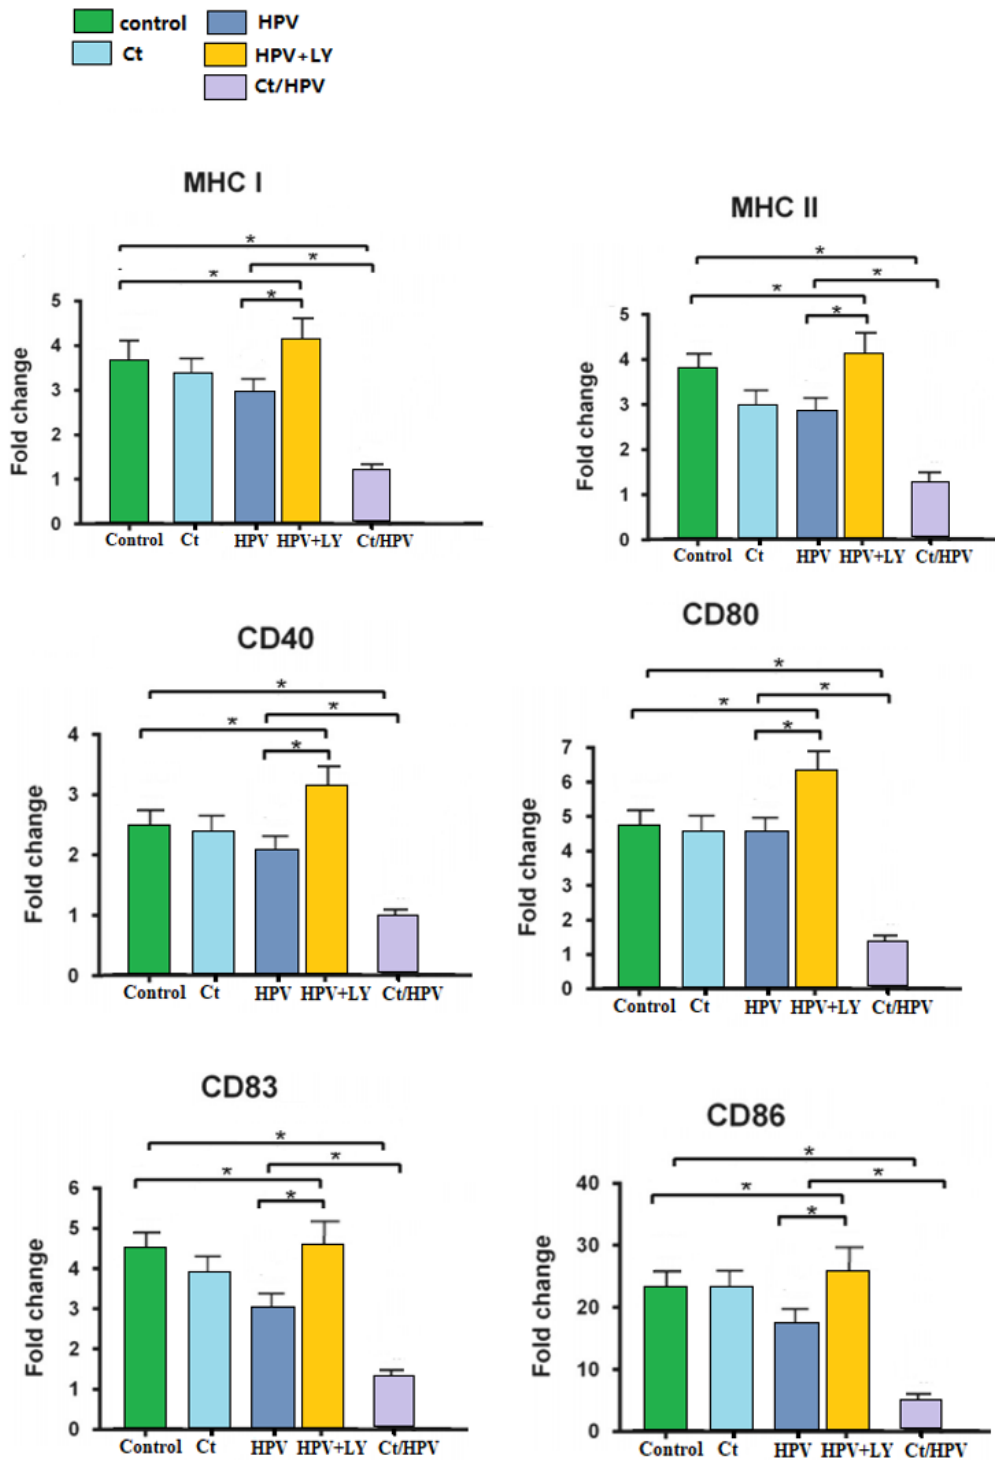 control HPV
Ct HPV+LY
Ct/HPV
MHC I
*
*
*
*
Fold change
5
4
3
2
1
0
Control Ct HPV HPV+LY Ct/HPV
MHC II
*
*
*
*
Fold change
5
4
3
2
1
0
Control Ct HPV HPV+LY Ct/HPV
CD40
*
*
*
*
Fold change
4
3
2
1
0
Control Ct HPV HPV+LY Ct/HPV
CD80
*
*
*
*
Fold change
7
6
5
4
3
2
1
0
Control Ct HPV HPV+LY Ct/HPV
CD83
*
*
*
*
Fold change
6
5
4
3
2
1
0
Control Ct HPV HPV+LY Ct/HPV
CD86
*
*
*
*
Fold change
40
30
20
10
0
Control Ct HPV HPV+LY Ct/HPV